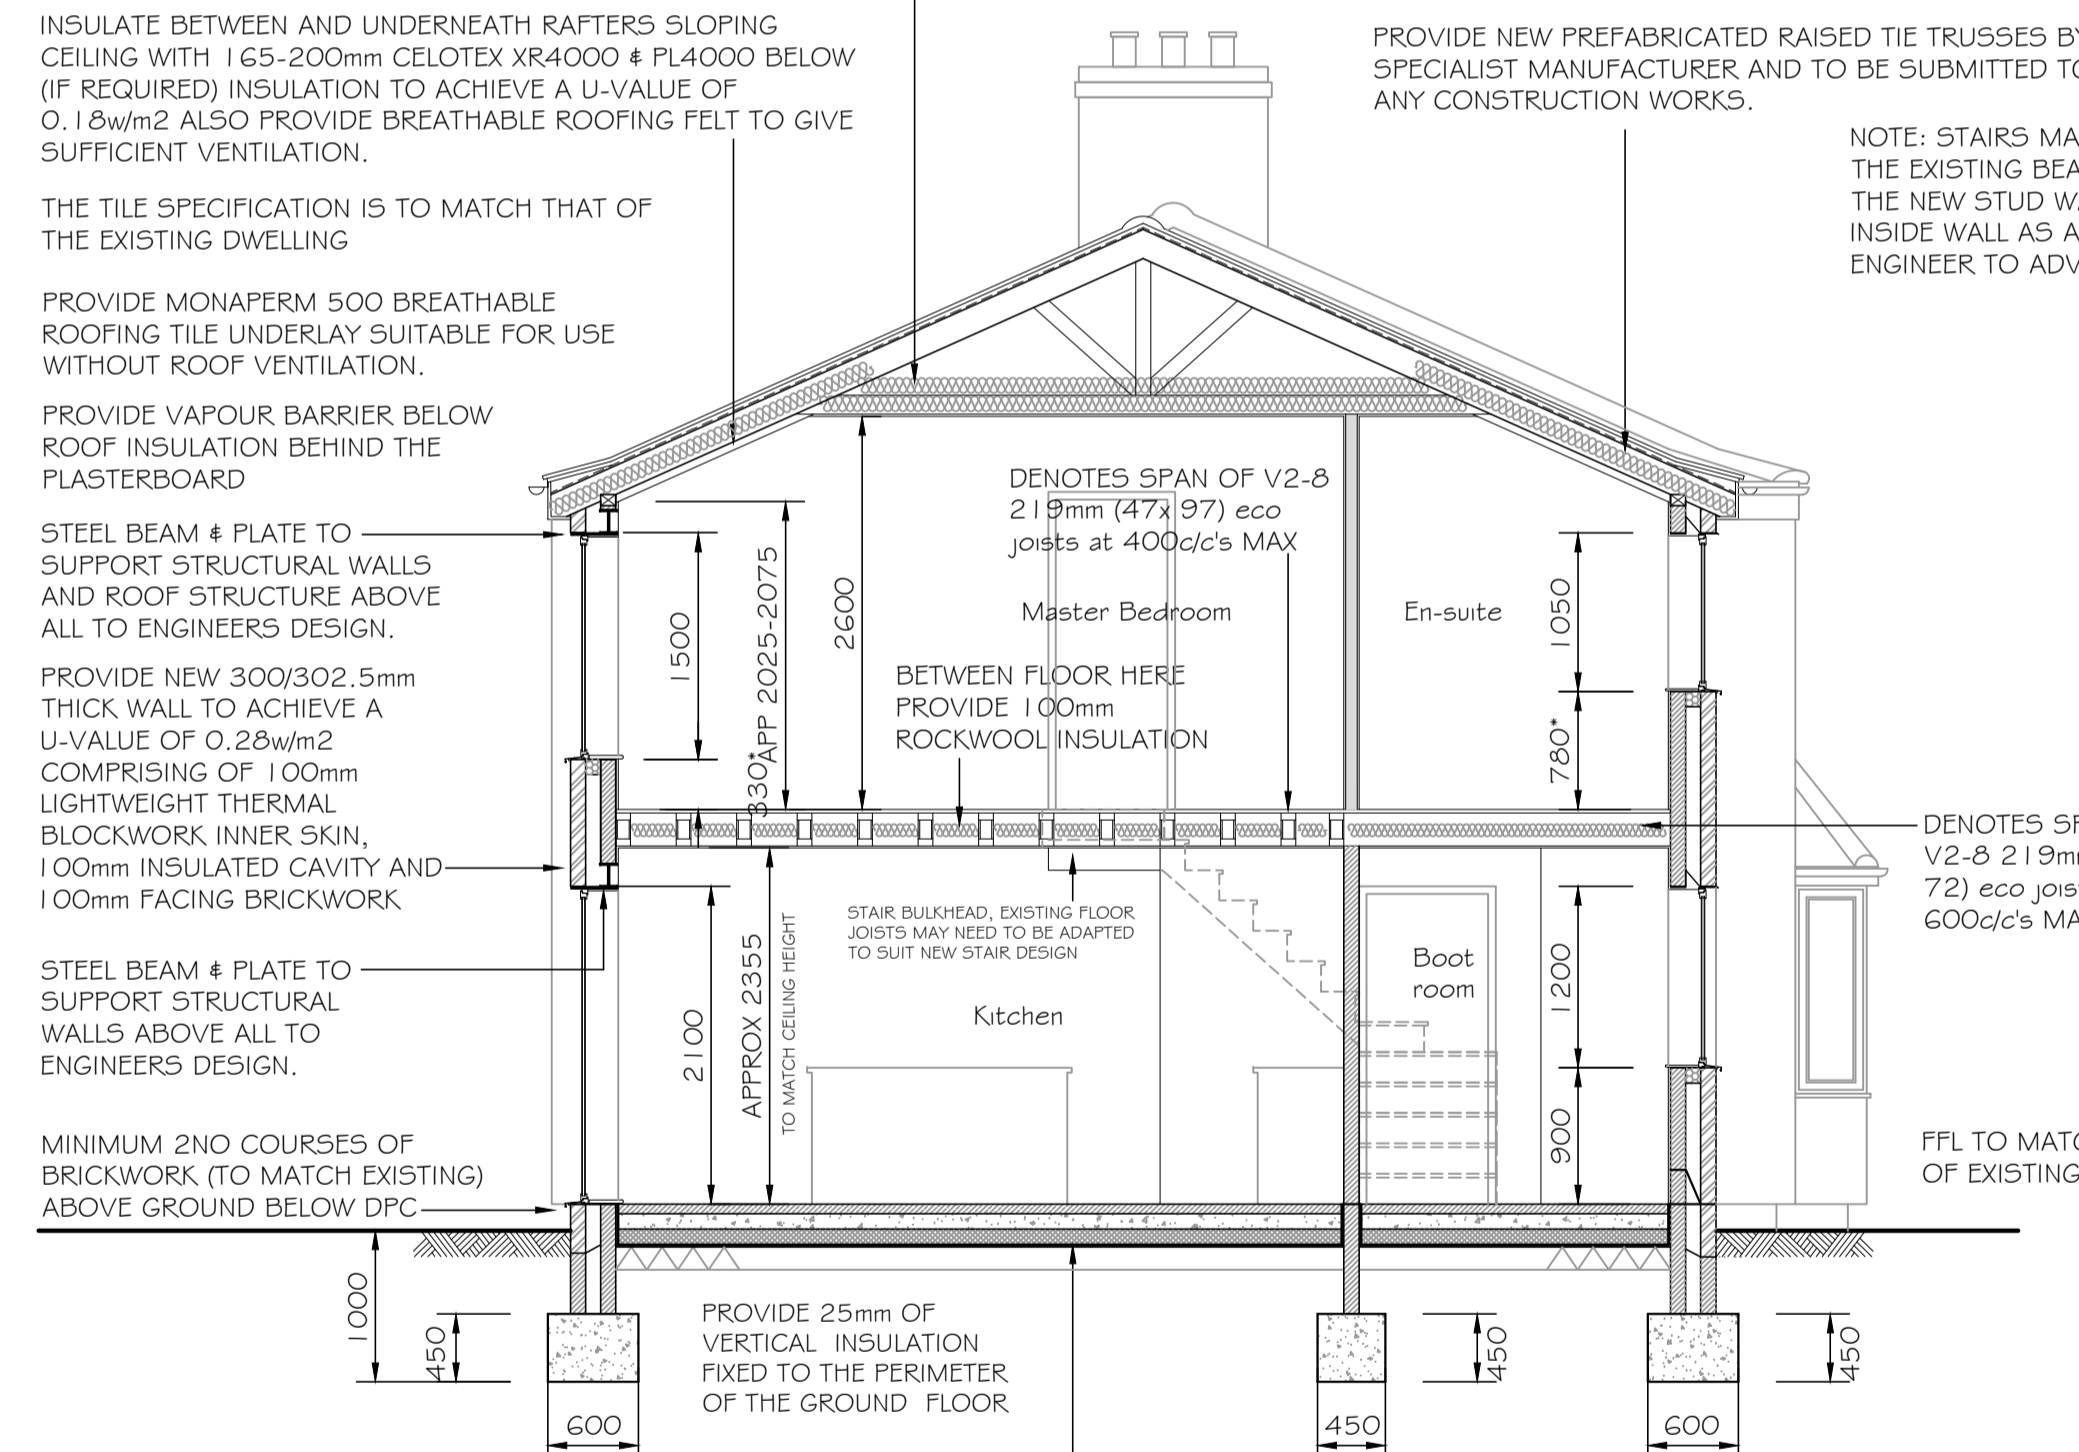 INSULATE BETWEEN AND UNDERNEATH RAFTERS SLOPING
CEILING WITH 165-200mm CELOTEX XR4000 & PL4000 BELOW
(IF REQUIRED) INSULATION TO ACHIEVE A U-VALUE OF
0.18w/m2 ALSO PROVIDE BREATHABLE ROOFING FELT TO GIVE
SUFFICIENT VENTILATION.
THE TILE SPECIFICATION IS TO MATCH THAT OF
THE EXISTING DWELLING
PROVIDE MONAPERM 500 BREATHABLE
ROOFING TILE UNDERLAY SUITABLE FOR USE
WITHOUT ROOF VENTILATION.
PROVIDE VAPOUR BARRIER BELOW
ROOF INSULATION BEHIND THE
PLASTERBOARD
STEEL BEAM & PLATE TO
SUPPORT STRUCTURAL WALLS
AND ROOF STRUCTURE ABOVE
ALL TO ENGINEERS DESIGN.
PROVIDE NEW 300/302.5mm
THICK WALL TO ACHIEVE A
U-VALUE OF 0.28w/m2
COMPRISING OF 100mm
LIGHTWEIGHT THERMAL
BLOCKWORK INNER SKIN,
100mm INSULATED CAVITY AND
100mm FACING BRICKWORK
STEEL BEAM & PLATE TO
SUPPORT STRUCTURAL
WALLS ABOVE ALL TO
ENGINEERS DESIGN.
MINIMUM 2NO COURSES OF
BRICKWORK (TO MATCH EXISTING)
ABOVE GROUND BELOW DPC
PROVIDE NEW PREFABRICATED RAISED TIE TRUSSES BY
SPECIALIST MANUFACTURER AND TO BE SUBMITTED TO
ANY CONSTRUCTION WORKS.
NOTE: STAIRS MA
THE EXISTING BEA
THE NEW STUD WA
INSIDE WALL AS A
ENGINEER TO ADV
DENOTES SPAN OF V2-8
219mm (47x 97) eco
joists at 400c/c's MAX
Master Bedroom
En-suite
1500
APP 2025-2075
2600
1050
780*
330*
BETWEEN FLOOR HERE
PROVIDE 100mm
ROCKWOOL INSULATION
DENOTES SP
V2-8 219mm
72) eco jois
600c/c's MA
STAIR BULKHEAD, EXISTING FLOOR
JOISTS MAY NEED TO BE ADAPTED
TO SUIT NEW STAIR DESIGN
Kitchen
Boot
room
2100
APPROX 2355
TO MATCH CEILING HEIGHT
1200
900
FFL TO MATC
OF EXISTING
1000
450
PROVIDE 25mm OF
VERTICAL INSULATION
FIXED TO THE PERIMETER
OF THE GROUND FLOOR
450
450
600
450
600